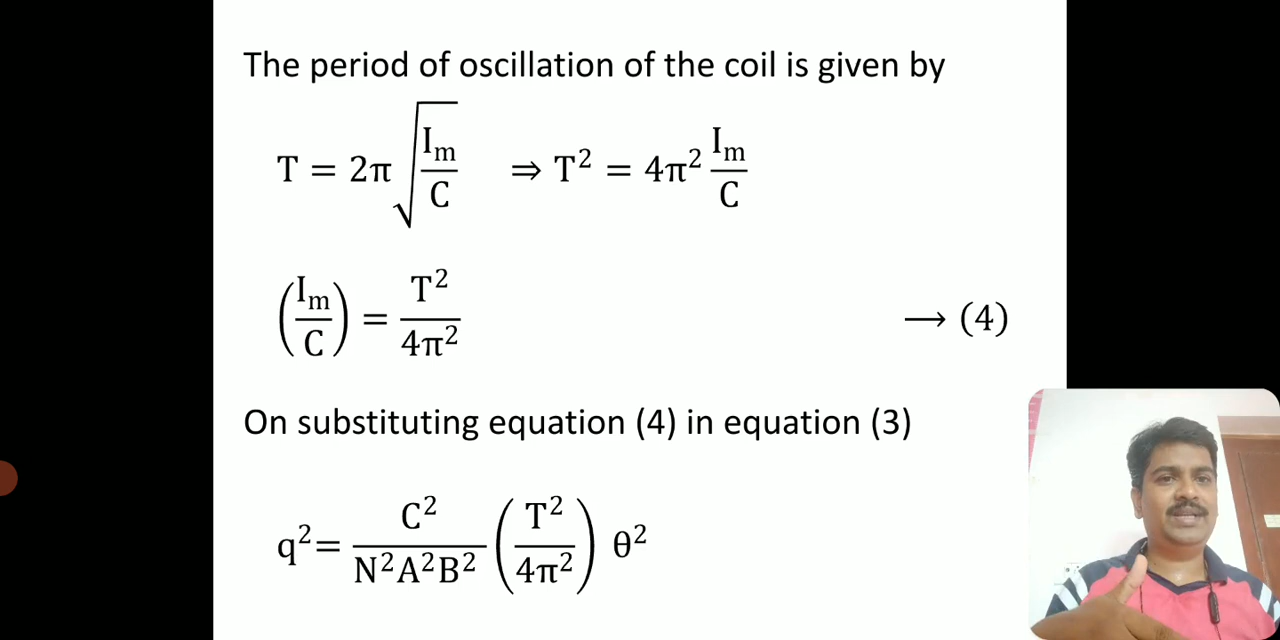 The period of oscillation of the coil is given by
T = 2π √(I_m/C) ⇒ T² = 4π² I_m/C
(I_m/C) = T²/4π² ⟶ (4)
On substituting equation (4) in equation (3)
q²= C²/N²A²B² (T²/4π²) θ²